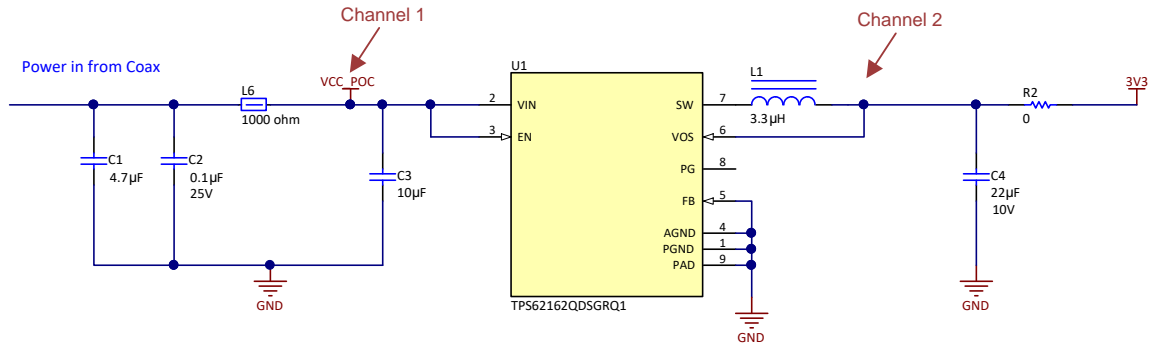 Channel 1
Channel 2
Power in from Coax
L6
1000 ohm
VCC_POC
U1
2 VIN
3 EN
SW 7
VOS 6
PG 8
FB 5
AGND 4
PGND 1
PAD 9
TPS62162QDSGRQ1
L1
3.3µH
R2
0
3V3
C1
4.7µF
C2
0.1µF
25V
C3
10µF
C4
22µF
10V
GND
GND
GND